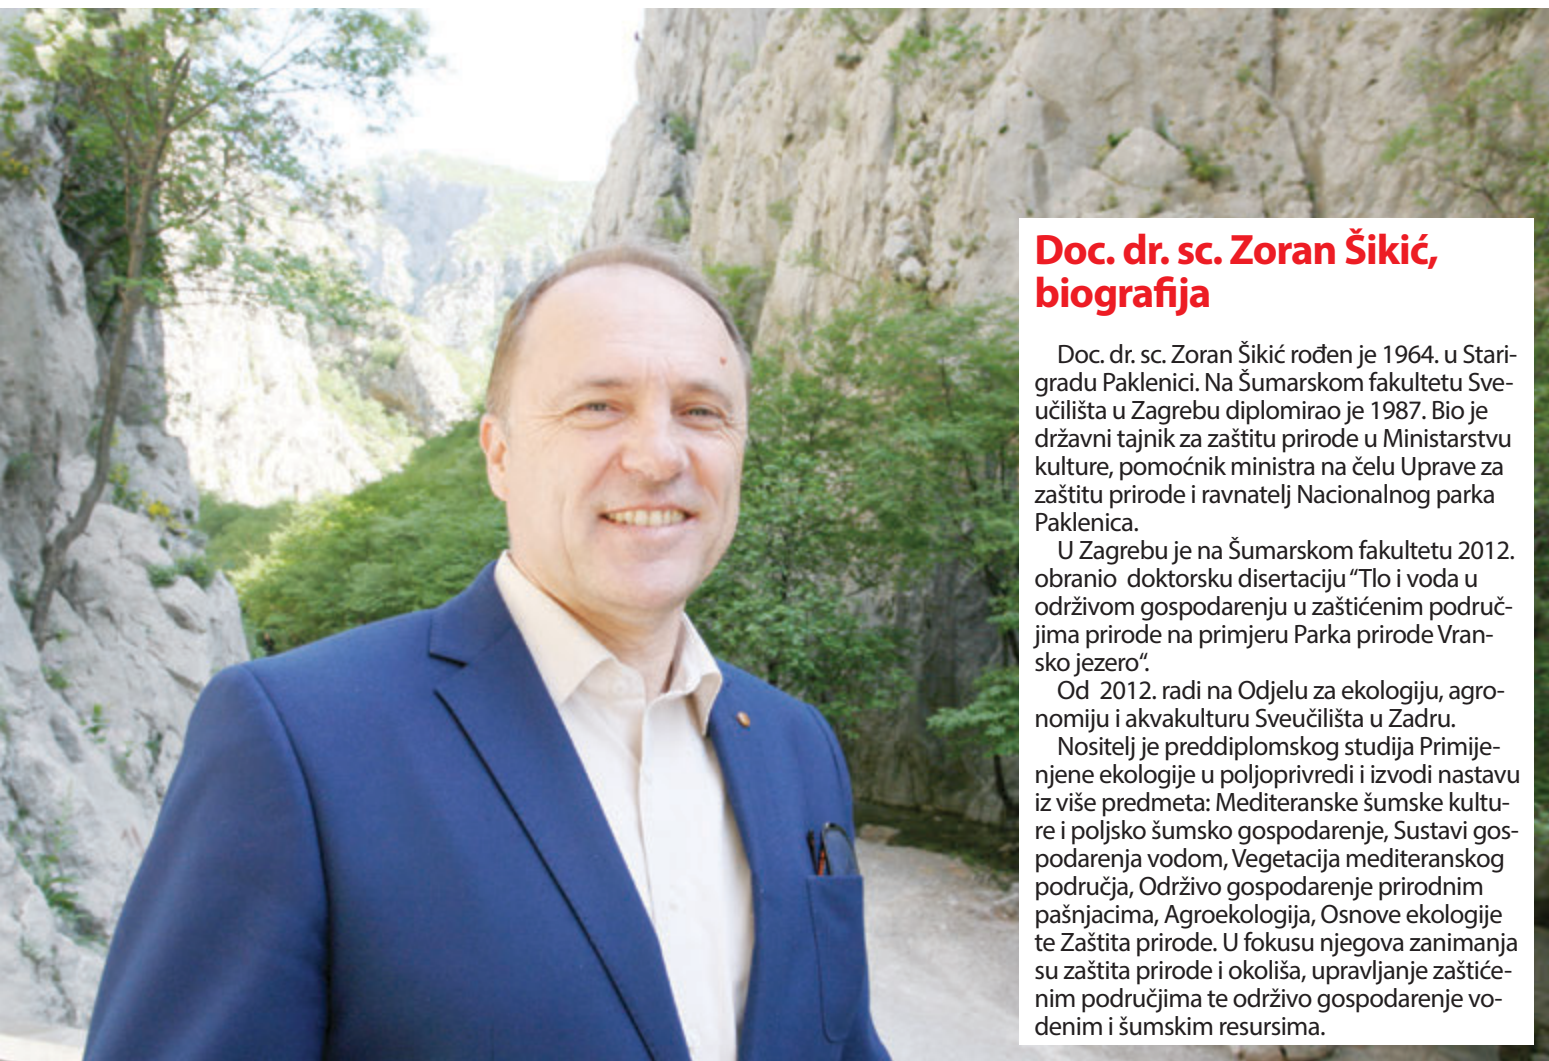 Doc. dr. sc. Zoran Šikić,
biografija
Doc. dr. sc. Zoran Šikić rođen je 1964. u Stari-
gradu Paklenici. Na Šumarskom fakultetu Sve-
učilišta u Zagrebu diplomirao je 1987. Bio je
državni tajnik za zaštitu prirode u Ministarstvu
kulture, pomoćnik ministra na čelu Uprave za
zaštitu prirode i ravnatelj Nacionalnog parka
Paklenica.
U Zagrebu je na Šumarskom fakultetu 2012.
obranio  doktorsku disertaciju “Tlo i voda u
održivom gospodarenju u zaštićenim područ-
jima prirode na primjeru Parka prirode Vran-
sko jezero“.
Od  2012. radi na Odjelu za ekologiju, agro-
nomiju i akvakulturu Sveučilišta u Zadru.
Nositelj je preddiplomskog studija Primije-
njene ekologije u poljoprivredi i izvodi nastavu
iz više predmeta: Mediteranske šumske kultu-
re i poljsko šumsko gospodarenje, Sustavi gos-
podarenja vodom, Vegetacija mediteranskog
područja, Održivo gospodarenje prirodnim
pašnjacima, Agroekologija, Osnove ekologije
te Zaštita prirode. U fokusu njegova zanimanja
su zaštita prirode i okoliša, upravljanje zaštiće-
nim područjima te održivo gospodarenje vo-
denim i šumskim resursima.